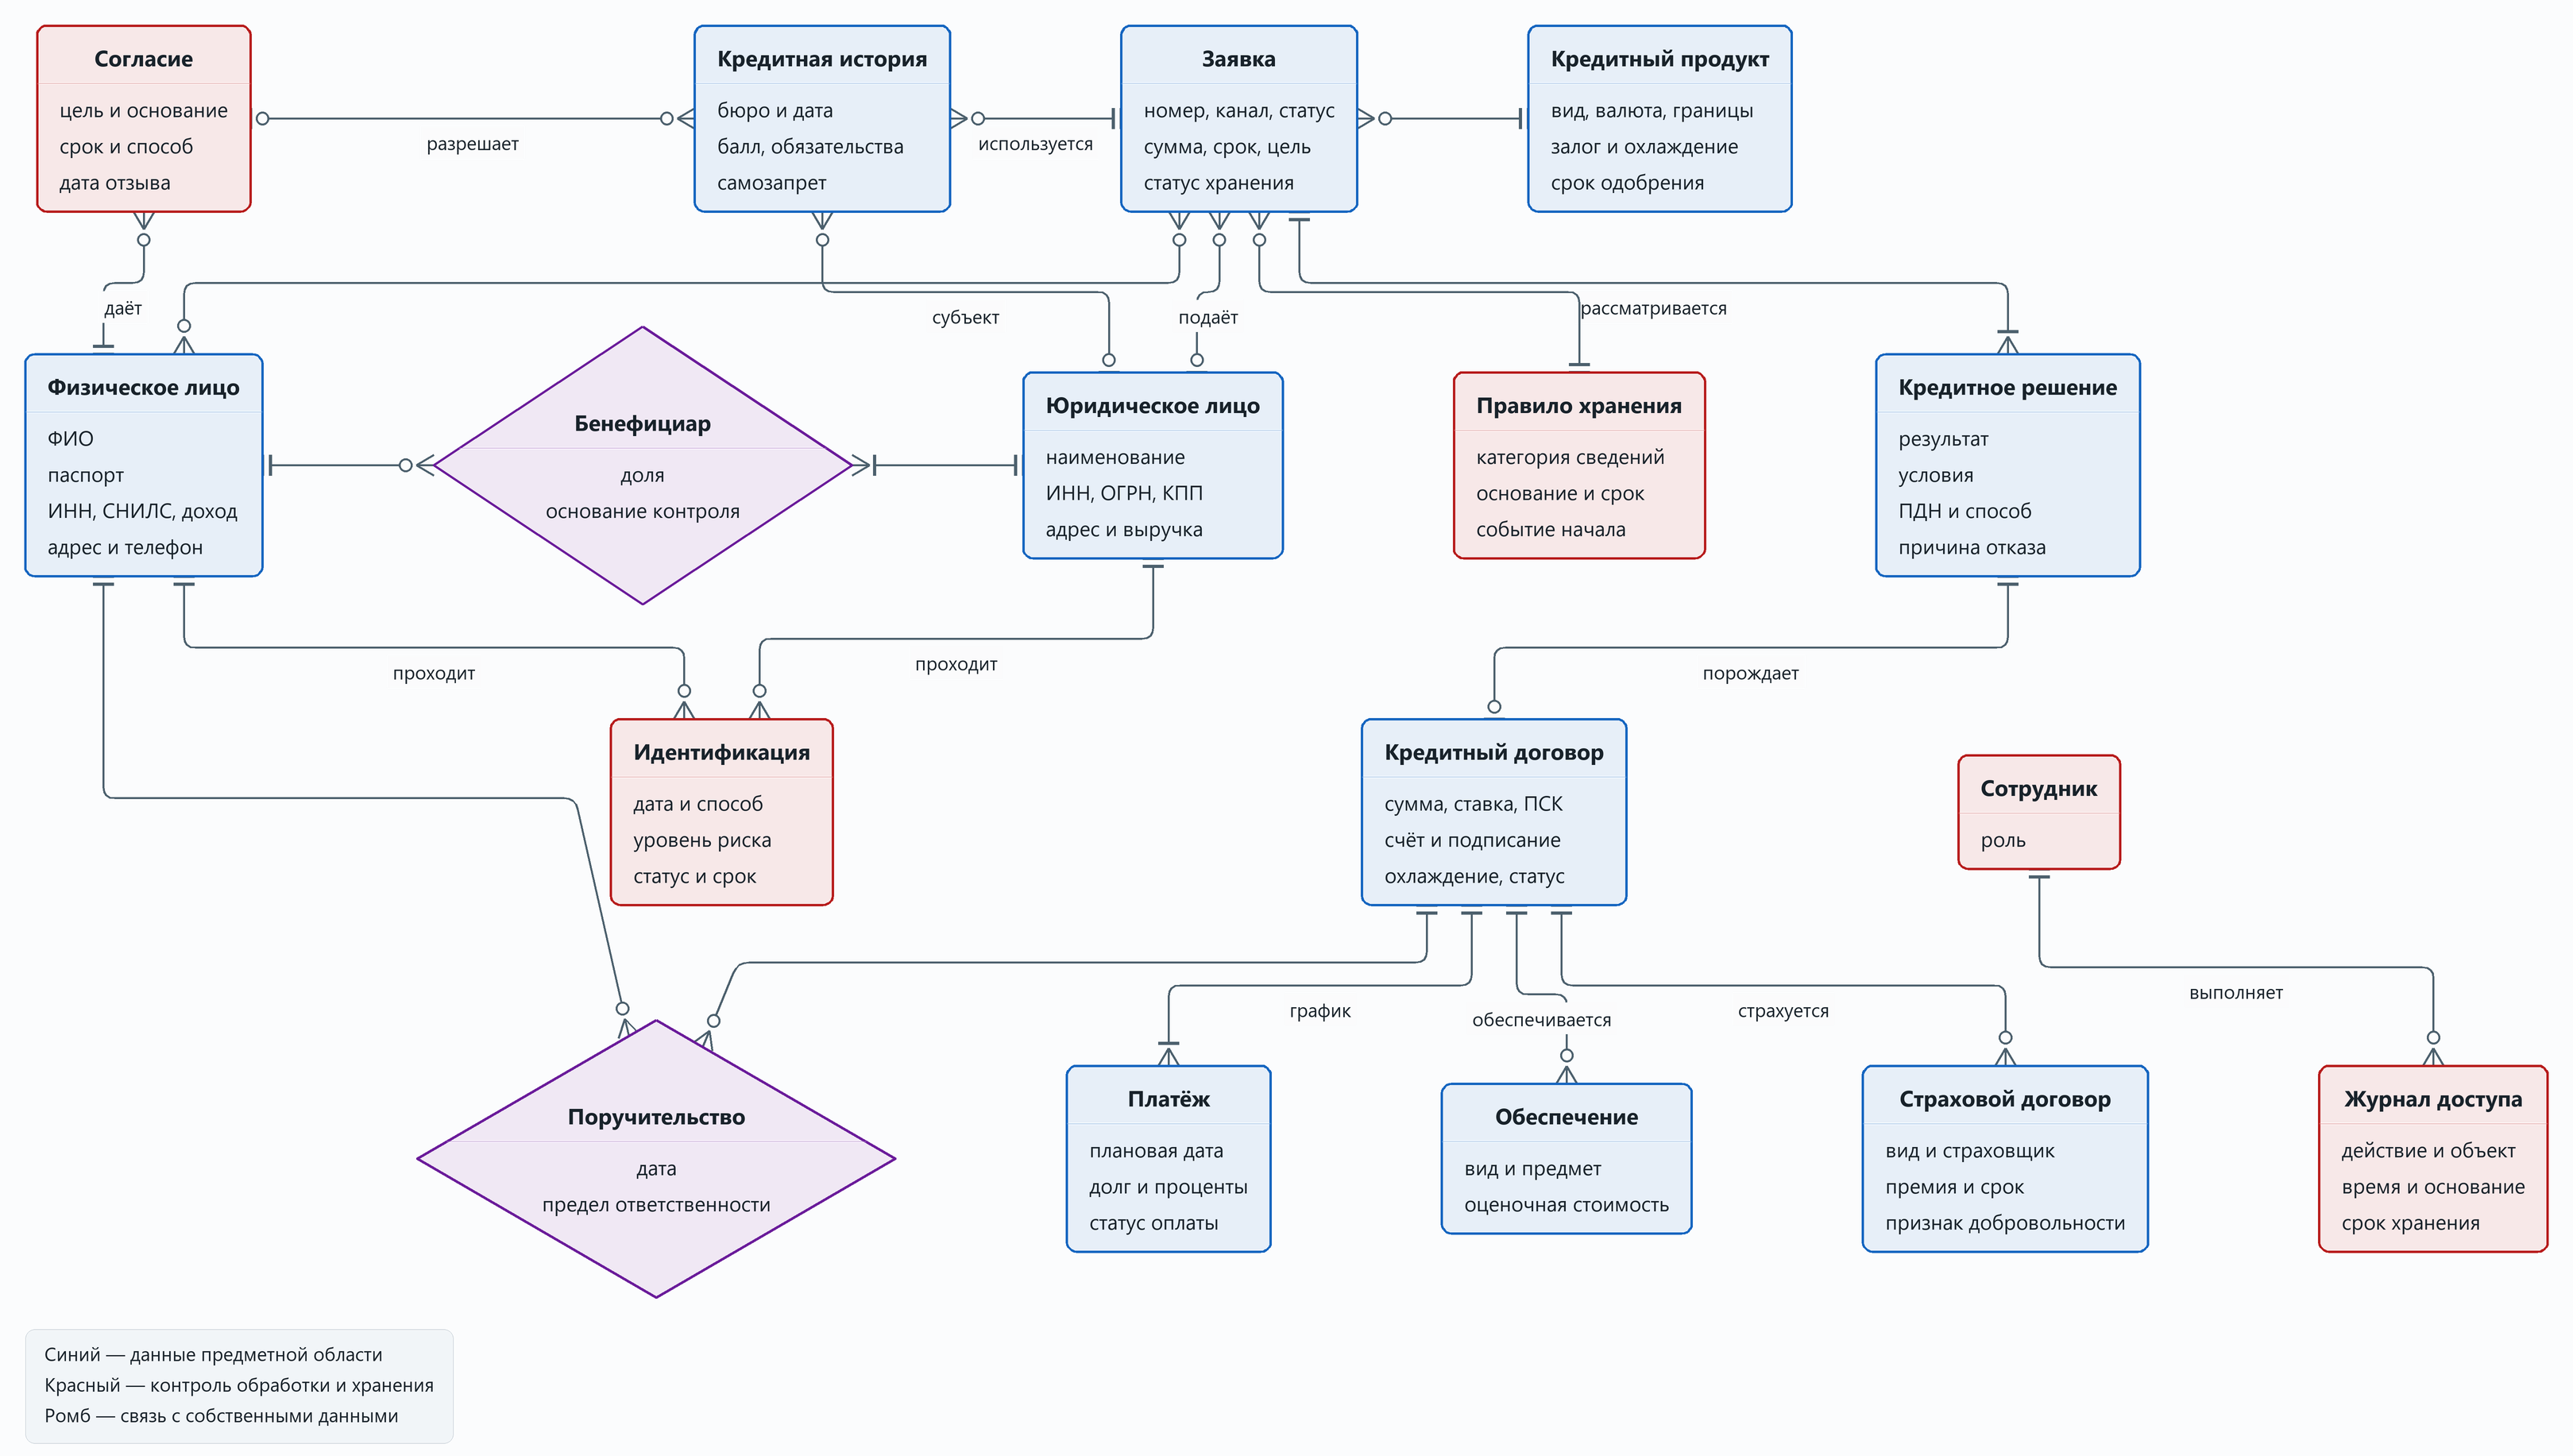 Согласие
цель и основание
срок и способ
дата отзыва
разрешает
Кредитная история
бюро и дата
балл, обязательства
самозапрет
используется
Заявка
номер, канал, статус
сумма, срок, цель
статус хранения
Кредитный продукт
вид, валюта, границы
залог и охлаждение
срок одобрения
даёт
субъект
подаёт
рассматривается
Физическое лицо
ФИО
паспорт
ИНН, СНИЛС, доход
адрес и телефон
Бенефициар
доля
основание контроля
Юридическое лицо
наименование
ИНН, ОГРН, КПП
адрес и выручка
Правило хранения
категория сведений
основание и срок
событие начала
Кредитное решение
результат
условия
ПДН и способ
причина отказа
проходит
проходит
порождает
Идентификация
дата и способ
уровень риска
статус и срок
Кредитный договор
сумма, ставка, ПСК
счёт и подписание
охлаждение, статус
Сотрудник
роль
график
обеспечивается
страхуется
выполняет
Поручительство
дата
предел ответственности
Платёж
плановая дата
долг и проценты
статус оплаты
Обеспечение
вид и предмет
оценочная стоимость
Страховой договор
вид и страховщик
премия и срок
признак добровольности
Журнал доступа
действие и объект
время и основание
срок хранения
Синий — данные предметной области
Красный — контроль обработки и хранения
Ромб — связь с собственными данными